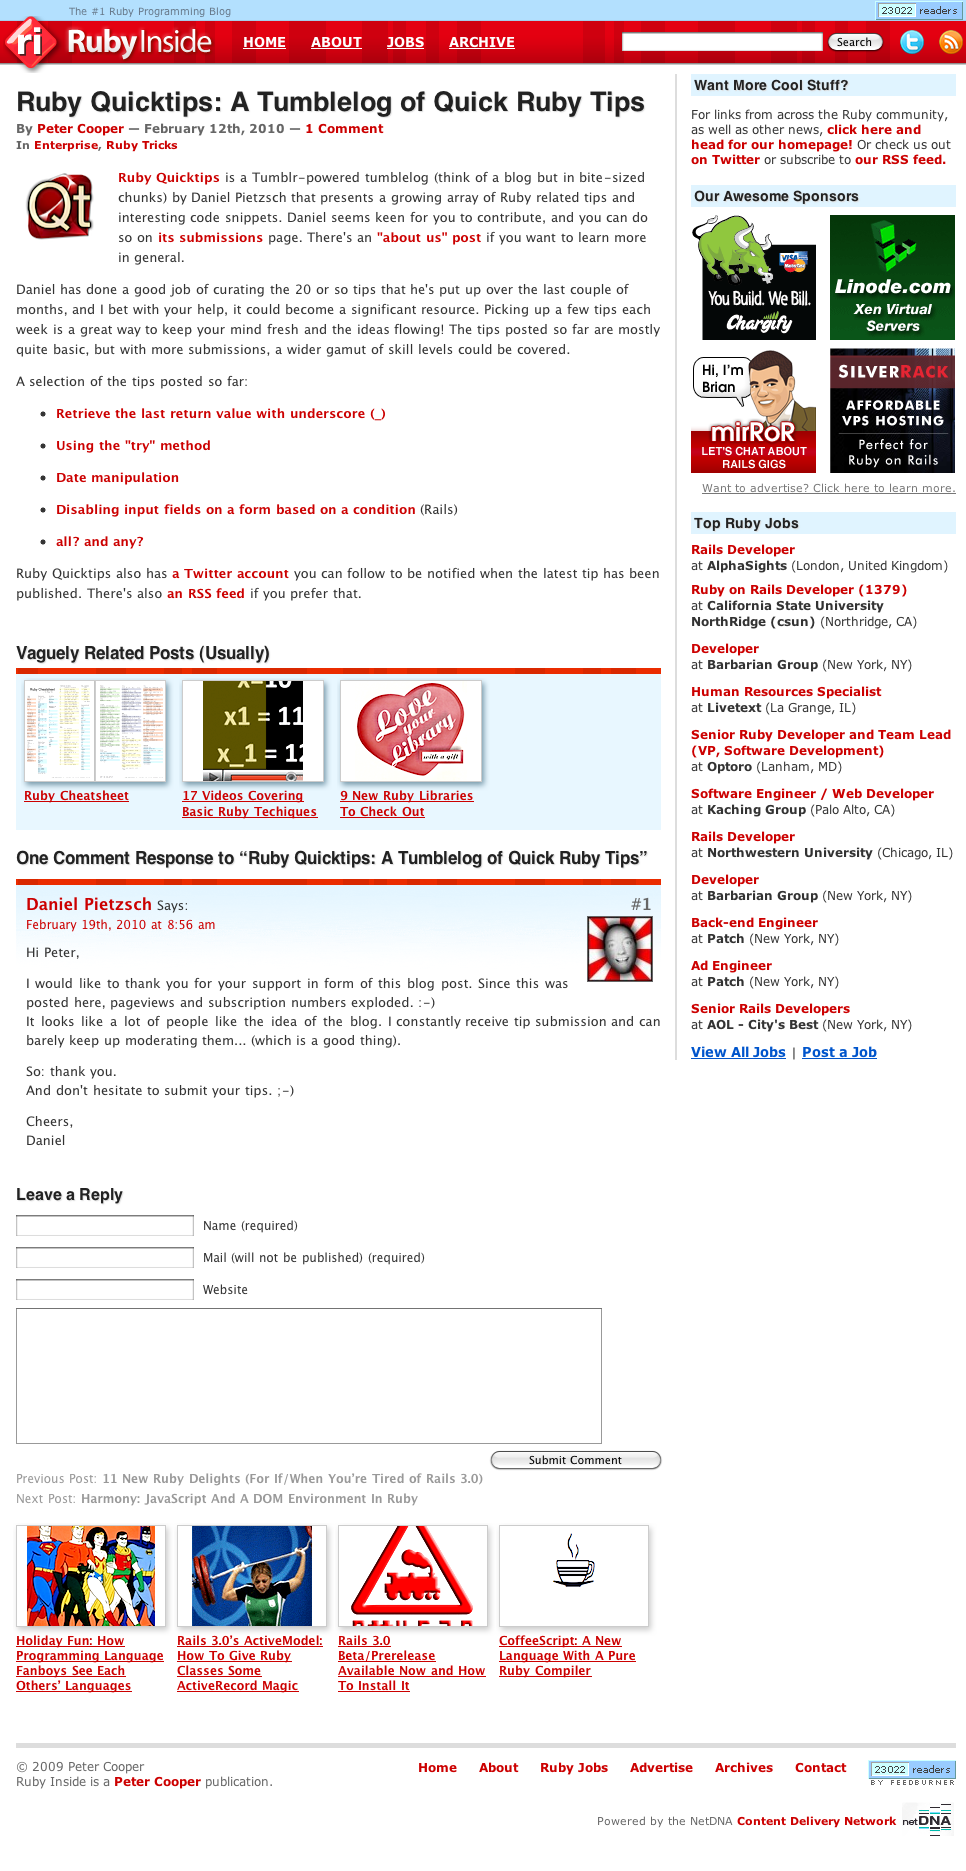 The #1 Ruby Programming Blog
23022 readers
ri RubyInside
HOME ABOUT JOBS ARCHIVE
Search
Ruby Quicktips: A Tumblelog of Quick Ruby Tips
By Peter Cooper — February 12th, 2010 — 1 Comment
In Enterprise, Ruby Tricks
Qt
Ruby Quicktips is a Tumblr-powered tumblelog (think of a blog but in bite-sized
chunks) by Daniel Pietzsch that presents a growing array of Ruby related tips and
interesting code snippets. Daniel seems keen for you to contribute, and you can do
so on its submissions page. There's an "about us" post if you want to learn more
in general.
Daniel has done a good job of curating the 20 or so tips that he's put up over the last couple of
months, and I bet with your help, it could become a significant resource. Picking up a few tips each
week is a great way to keep your mind fresh and the ideas flowing! The tips posted so far are mostly
quite basic, but with more submissions, a wider gamut of skill levels could be covered.
A selection of the tips posted so far:
Retrieve the last return value with underscore (_)
Using the "try" method
Date manipulation
Disabling input fields on a form based on a condition (Rails)
all? and any?
Ruby Quicktips also has a Twitter account you can follow to be notified when the latest tip has been
published. There's also an RSS feed if you prefer that.
Vaguely Related Posts (Usually)
Ruby Cheatsheet
x=10
x1 = 11
x_1 = 12
17 Videos Covering
Basic Ruby Techiques
Love
your
Library
with a gift
9 New Ruby Libraries
To Check Out
One Comment Response to “Ruby Quicktips: A Tumblelog of Quick Ruby Tips”
Daniel Pietzsch Says:
#1
February 19th, 2010 at 8:56 am
Hi Peter,
I would like to thank you for your support in form of this blog post. Since this was
posted here, pageviews and subscription numbers exploded. :-)
It looks like a lot of people like the idea of the blog. I constantly receive tip submission and can
barely keep up moderating them... (which is a good thing).
So: thank you.
And don't hesitate to submit your tips. ;-)
Cheers,
Daniel
Leave a Reply
Name (required)
Mail (will not be published) (required)
Website
Submit Comment
Previous Post: 11 New Ruby Delights (For If/When You're Tired of Rails 3.0)
Next Post: Harmony: JavaScript And A DOM Environment In Ruby
Holiday Fun: How
Programming Language
Fanboys See Each
Others' Languages
Rails 3.0's ActiveModel:
How To Give Ruby
Classes Some
ActiveRecord Magic
Rails 3.0
Beta/Prerelease
Available Now and How
To Install It
CoffeeScript: A New
Language With A Pure
Ruby Compiler
Want More Cool Stuff?
For links from across the Ruby community,
as well as other news, click here and
head for our homepage! Or check us out
on Twitter or subscribe to our RSS feed.
Our Awesome Sponsors
VISA
MasterCard
You Build. We Bill.
Chargify
Linode.com
Xen Virtual
Servers
Hi, I'm
Brian
mirRoR
LET'S CHAT ABOUT
RAILS GIGS
SILVERRACK
AFFORDABLE
VPS HOSTING
Perfect for
Ruby on Rails
Want to advertise? Click here to learn more.
Top Ruby Jobs
Rails Developer
at AlphaSights (London, United Kingdom)
Ruby on Rails Developer (1379)
at California State University
NorthRidge (csun) (Northridge, CA)
Developer
at Barbarian Group (New York, NY)
Human Resources Specialist
at Livetext (La Grange, IL)
Senior Ruby Developer and Team Lead
(VP, Software Development)
at Optoro (Lanham, MD)
Software Engineer / Web Developer
at Kaching Group (Palo Alto, CA)
Rails Developer
at Northwestern University (Chicago, IL)
Developer
at Barbarian Group (New York, NY)
Back-end Engineer
at Patch (New York, NY)
Ad Engineer
at Patch (New York, NY)
Senior Rails Developers
at AOL - City's Best (New York, NY)
View All Jobs | Post a Job
© 2009 Peter Cooper
Ruby Inside is a Peter Cooper publication.
Home About Ruby Jobs Advertise Archives Contact
23022 readers
BY FEEDBURNER
Powered by the NetDNA Content Delivery Network
netDNA